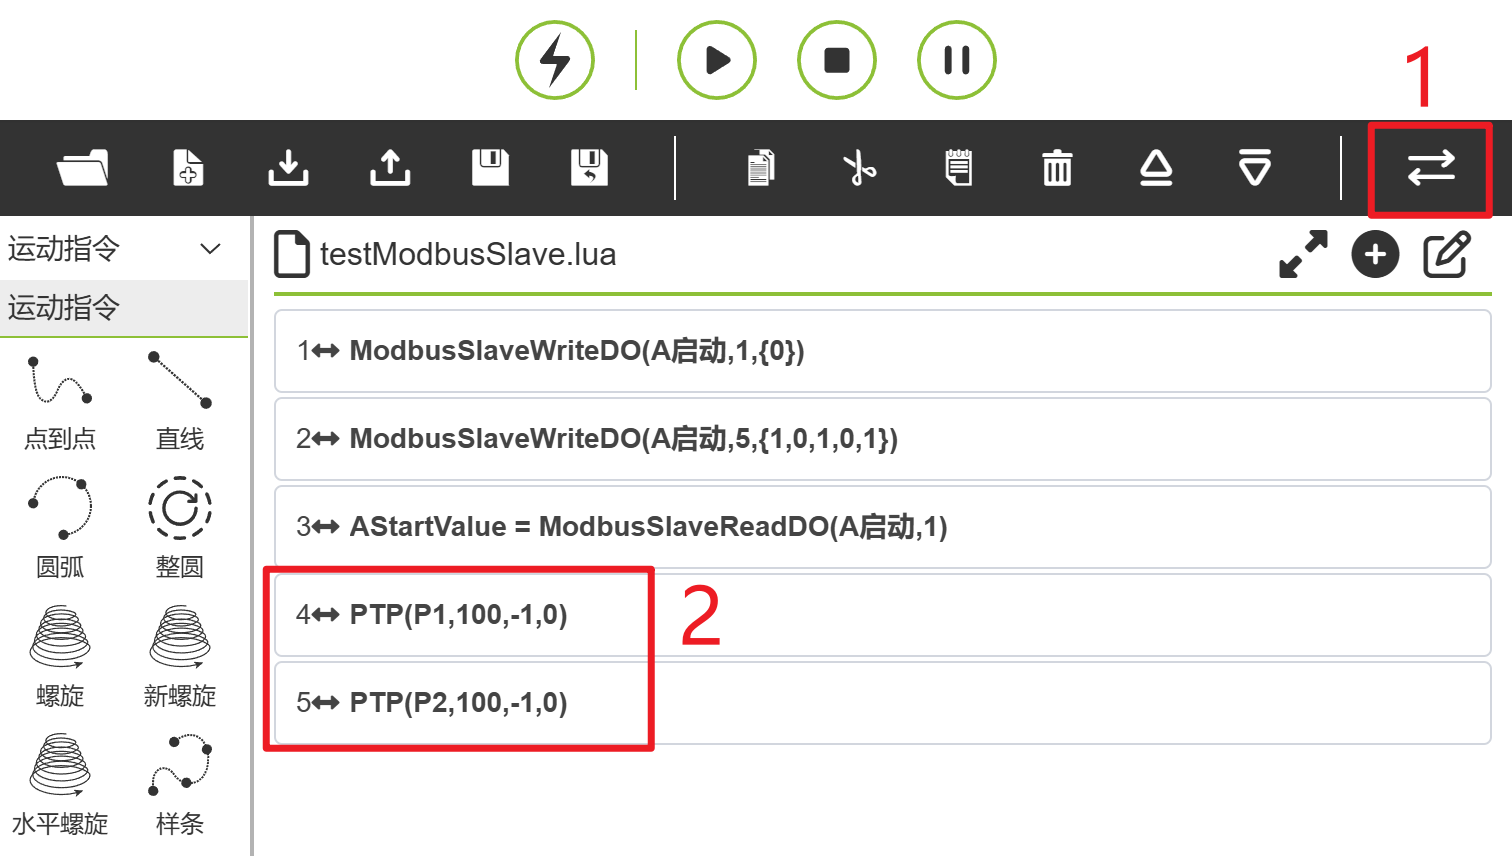 1
运动指令
运动指令
点到点
直线
圆弧
整圆
螺旋
新螺旋
水平螺旋
样条
testModbusSlave.lua
1 ModbusSlaveWriteDO(A启动,1,{0})
2 ModbusSlaveWriteDO(A启动,5,{1,0,1,0,1})
3 AStartValue = ModbusSlaveReadDO(A启动,1)
4 PTP(P1,100,-1,0)
2
5 PTP(P2,100,-1,0)